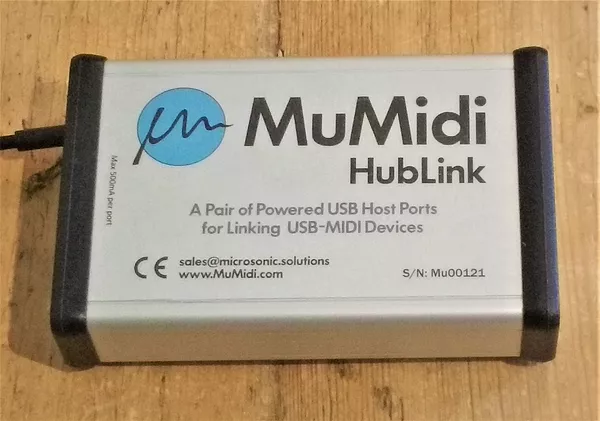 MuMidi
HubLink
Max 500mA per port
A Pair of Powered USB Host Ports
for Linking USB-MIDI Devices
CE
sales@microsonic.solutions
www.MuMidi.com
S/N: Mu00121